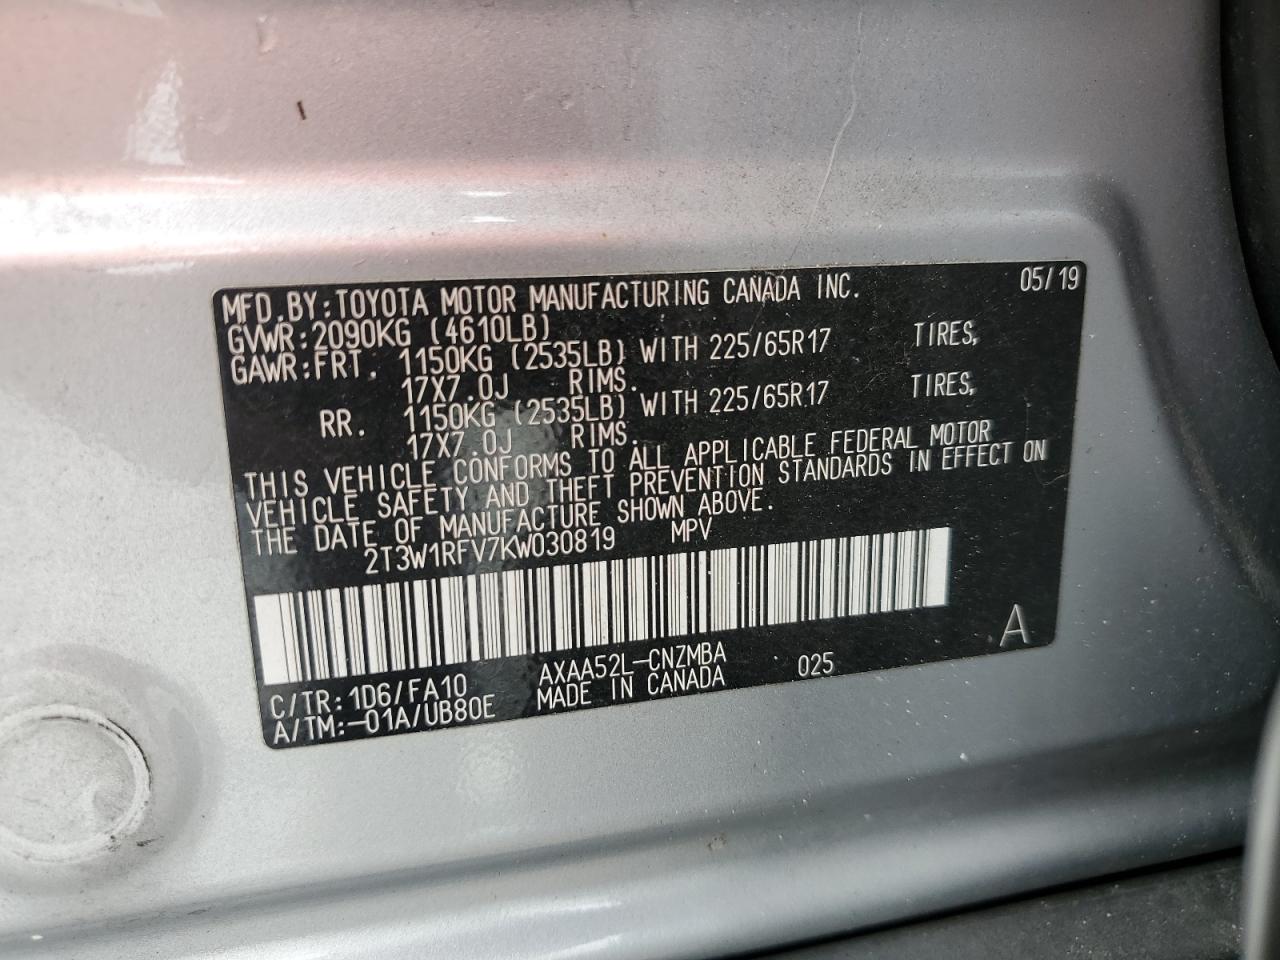 MFD.BY:TOYOTA MOTOR MANUFACTURING CANADA INC. 05/19
GVWR:2090KG (4610LB)
GAWR:FRT. 1150KG (2535LB) WITH 225/65R17 TIRES,
17X7.0J RIMS.
RR. 1150KG (2535LB) WITH 225/65R17 TIRES,
17X7.0J RIMS.
THIS VEHICLE CONFORMS TO ALL APPLICABLE FEDERAL MOTOR
VEHICLE SAFETY AND THEFT PREVENTION STANDARDS IN EFFECT ON
THE DATE OF MANUFACTURE SHOWN ABOVE.
2T3W1RFV7KW030819 MPV
A
C/TR:1D6/FA10 AXAA52L-CNZMBA 025
A/TM:-01A/UB80E MADE IN CANADA